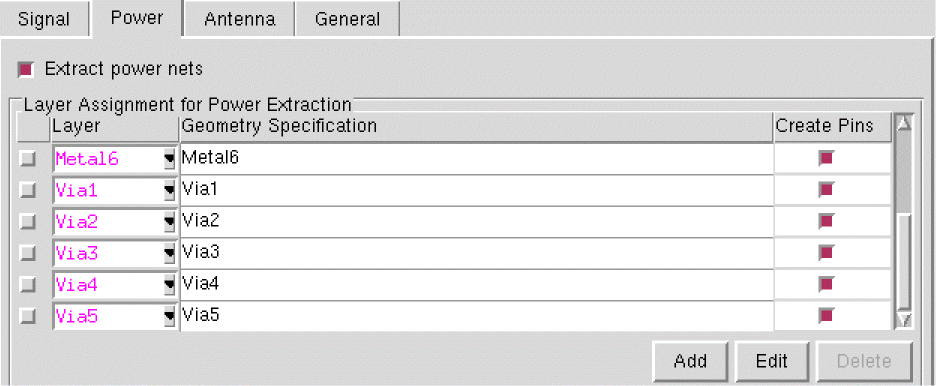 Signal Power Antenna General
Extract power nets
Layer Assignment for Power Extraction
Layer Geometry Specification Create Pins
Metal6 Metal6
Via1 Via1
Via2 Via2
Via3 Via3
Via4 Via4
Via5 Via5
Add Edit Delete